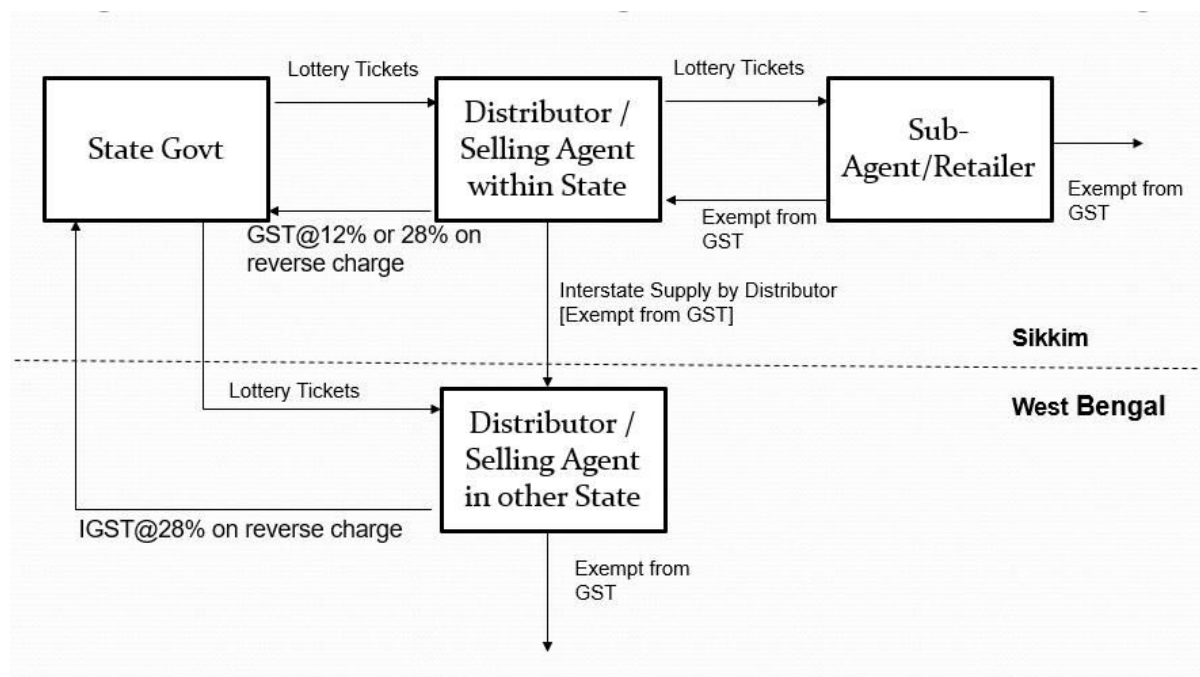 Lottery Tickets
Lottery Tickets
State Govt
Distributor /
Selling Agent
within State
Sub-
Agent/Retailer
Exempt from
GST
Exempt from
GST
GST@12% or 28% on
reverse charge
Interstate Supply by Distributor
[Exempt from GST]
Sikkim
Lottery Tickets
West Bengal
Distributor /
Selling Agent
in other State
IGST@28% on reverse charge
Exempt from
GST